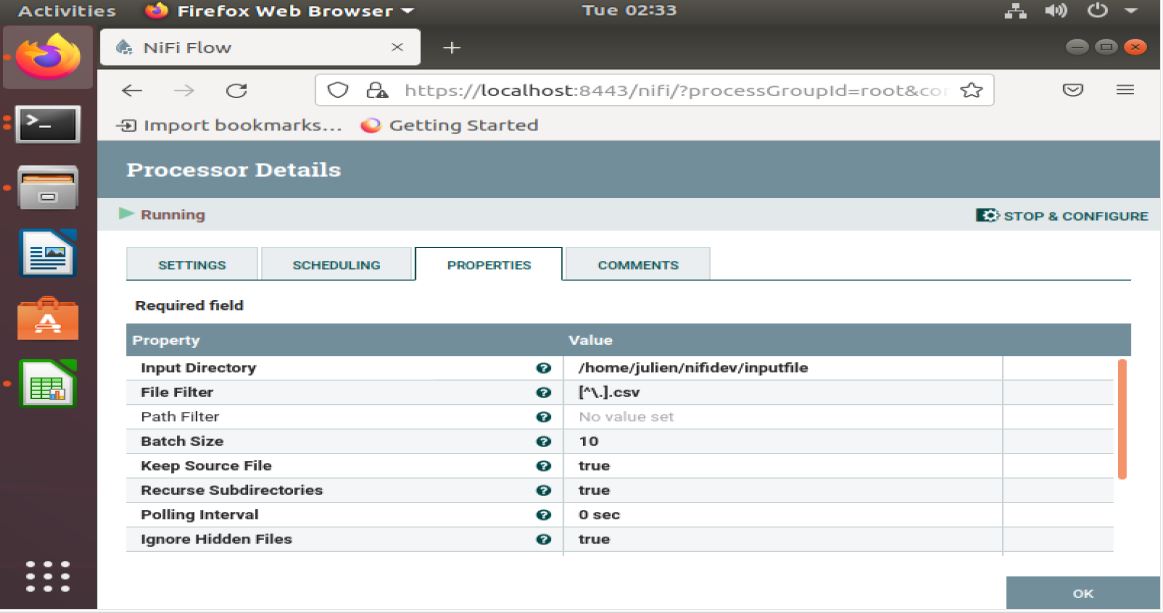 Activities Firefox Web Browser Tue 02:33
NiFi Flow
https://localhost:8443/nifi/?processGroupId=root&co
Import bookmarks... Getting Started
Processor Details
Running STOP & CONFIGURE
SETTINGS SCHEDULING PROPERTIES COMMENTS
Required field
Property Value
Input Directory /home/julien/nifidev/inputfile
File Filter [^\.].csv
Path Filter No value set
Batch Size 10
Keep Source File true
Recurse Subdirectories true
Polling Interval 0 sec
Ignore Hidden Files true
OK